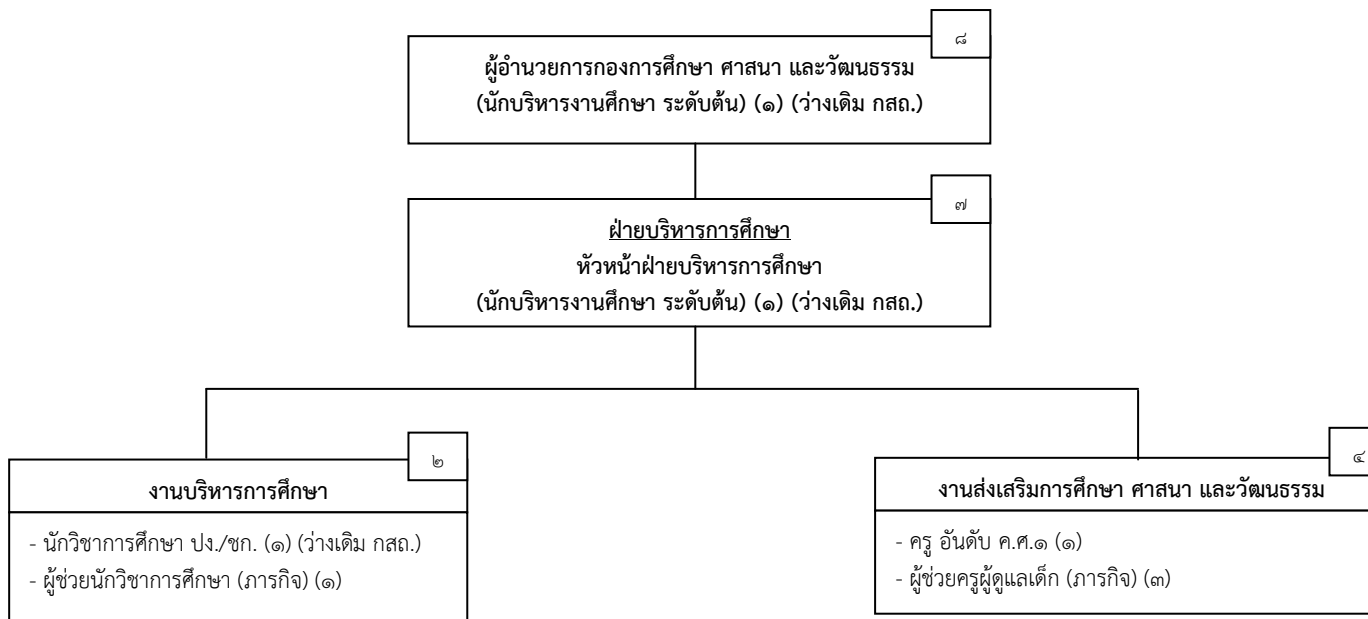 ๘
ผู้อำนวยการกองการศึกษา ศาสนา และวัฒนธรรม
(นักบริหารงานศึกษา ระดับต้น) (๑) (ว่างเดิม กสถ.)
๗
ฝ่ายบริหารการศึกษา
หัวหน้าฝ่ายบริหารการศึกษา
(นักบริหารงานศึกษา ระดับต้น) (๑) (ว่างเดิม กสถ.)
๒
งานบริหารการศึกษา
- นักวิชาการศึกษา ปง./ชก. (๑) (ว่างเดิม กสถ.)
- ผู้ช่วยนักวิชาการศึกษา (ภารกิจ) (๑)
๔
งานส่งเสริมการศึกษา ศาสนา และวัฒนธรรม
- ครู อันดับ ค.ศ.๑ (๑)
- ผู้ช่วยครูผู้ดูแลเด็ก (ภารกิจ) (๓)